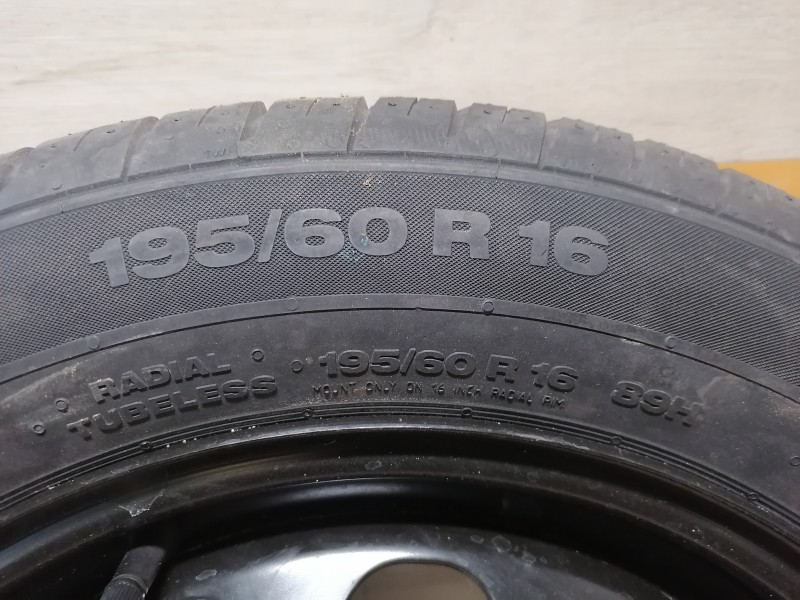 195/60 R 16
RADIAL
TUBELESS
195/60 R 16 89H
MOUNT ONLY ON 16 INCH RADIAL RIM